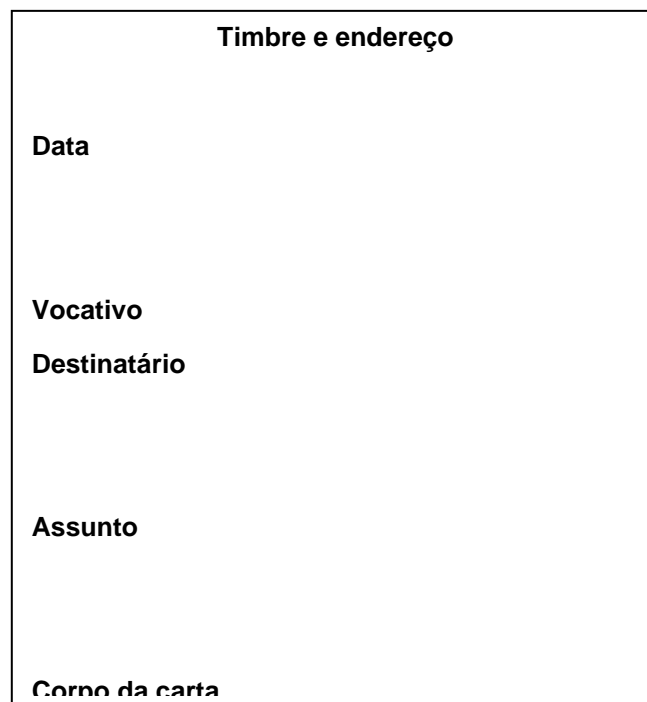 Timbre e endereço
Data
Vocativo
Destinatário
Assunto
Corpo da carta